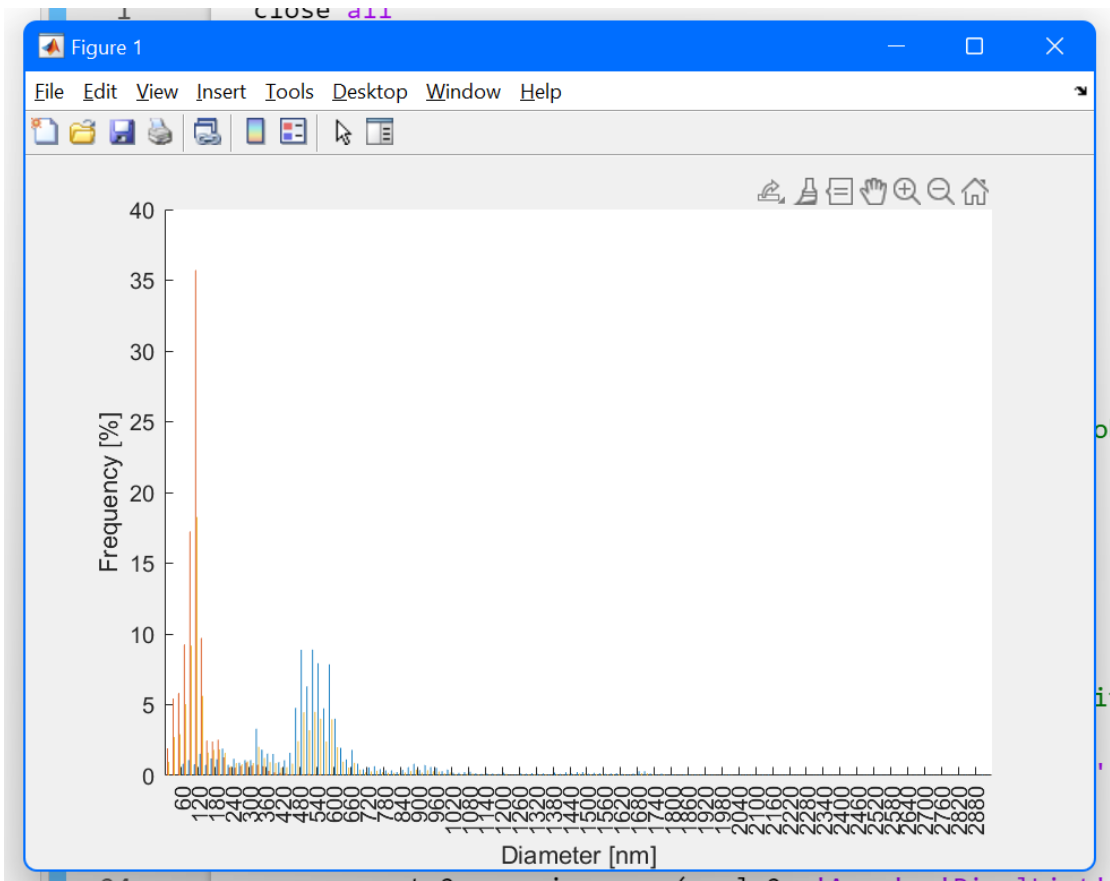 1 close all
Figure 1
File Edit View Insert Tools Desktop Window Help
40
35
30
25
20
15
10
5
0
Frequency [%]
60 120 180 240 300 360 420 480 540 600 660 720 780 840 900 960 1020 1080 1140 1200 1260 1320 1380 1440 1500 1560 1620 1680 1740 1800 1860 1920 1980 2040 2100 2160 2220 2280 2340 2400 2460 2520 2580 2640 2700 2760 2820 2880
Diameter [nm]